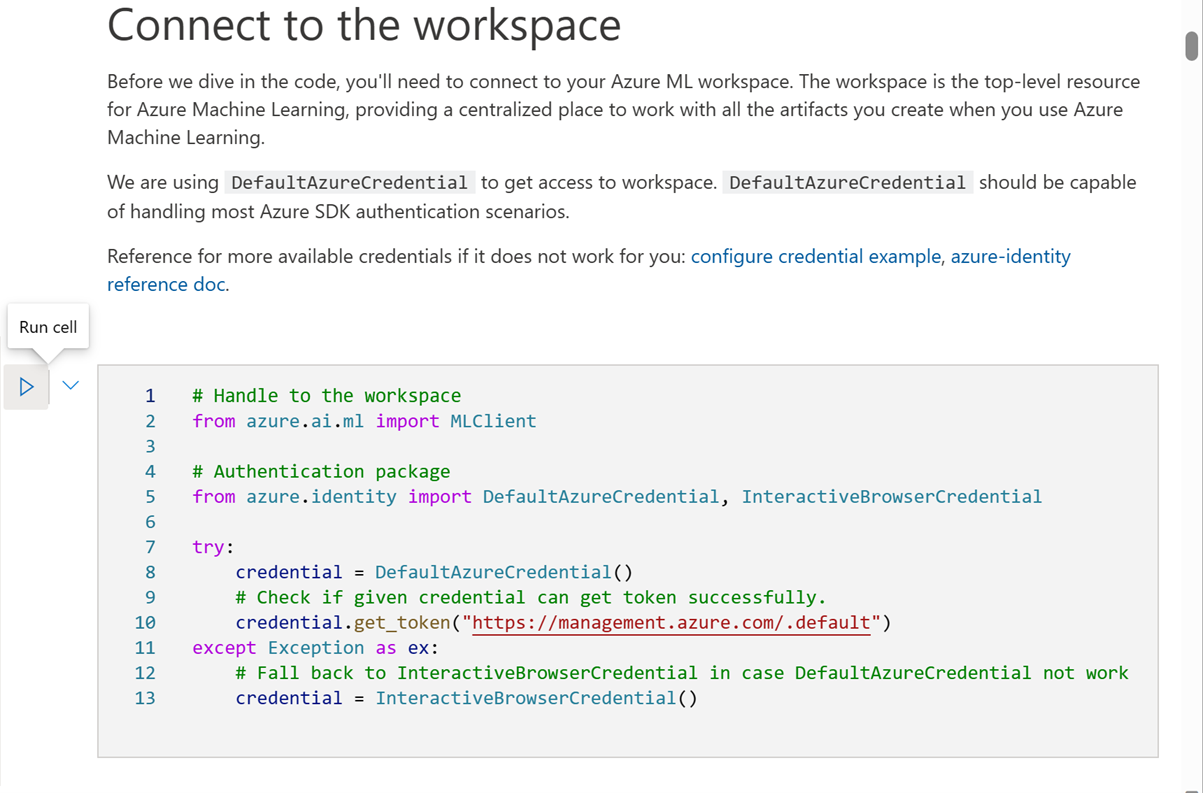 Connect to the workspace
Before we dive in the code, you'll need to connect to your Azure ML workspace. The workspace is the top-level resource
for Azure Machine Learning, providing a centralized place to work with all the artifacts you create when you use Azure
Machine Learning.
We are using DefaultAzureCredential to get access to workspace. DefaultAzureCredential should be capable
of handling most Azure SDK authentication scenarios.
Reference for more available credentials if it does not work for you: configure credential example, azure-identity
reference doc.
Run cell
1 # Handle to the workspace
2 from azure.ai.ml import MLClient
3
4 # Authentication package
5 from azure.identity import DefaultAzureCredential, InteractiveBrowserCredential
6
7 try:
8     credential = DefaultAzureCredential()
9     # Check if given credential can get token successfully.
10     credential.get_token("https://management.azure.com/.default")
11 except Exception as ex:
12     # Fall back to InteractiveBrowserCredential in case DefaultAzureCredential not work
13     credential = InteractiveBrowserCredential()